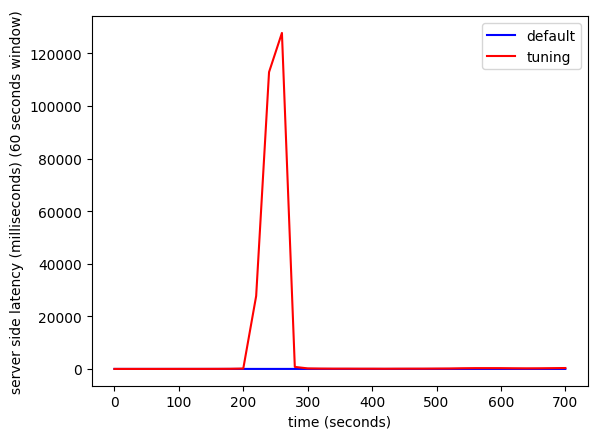 server side latency (milliseconds) (60 seconds window)
120000
100000
80000
60000
40000
20000
0
default
tuning
0 100 200 300 400 500 600 700
time (seconds)